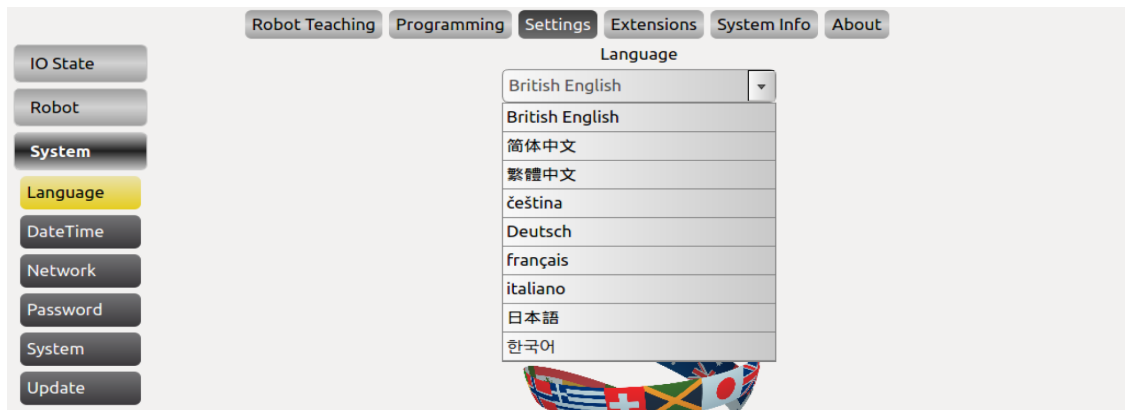 Robot Teaching Programming Settings Extensions System Info About
Language
IO State
Robot
System
Language
DateTime
Network
Password
System
Update
British English
British English
简体中文
繁體中文
čeština
Deutsch
français
italiano
日本語
한국어